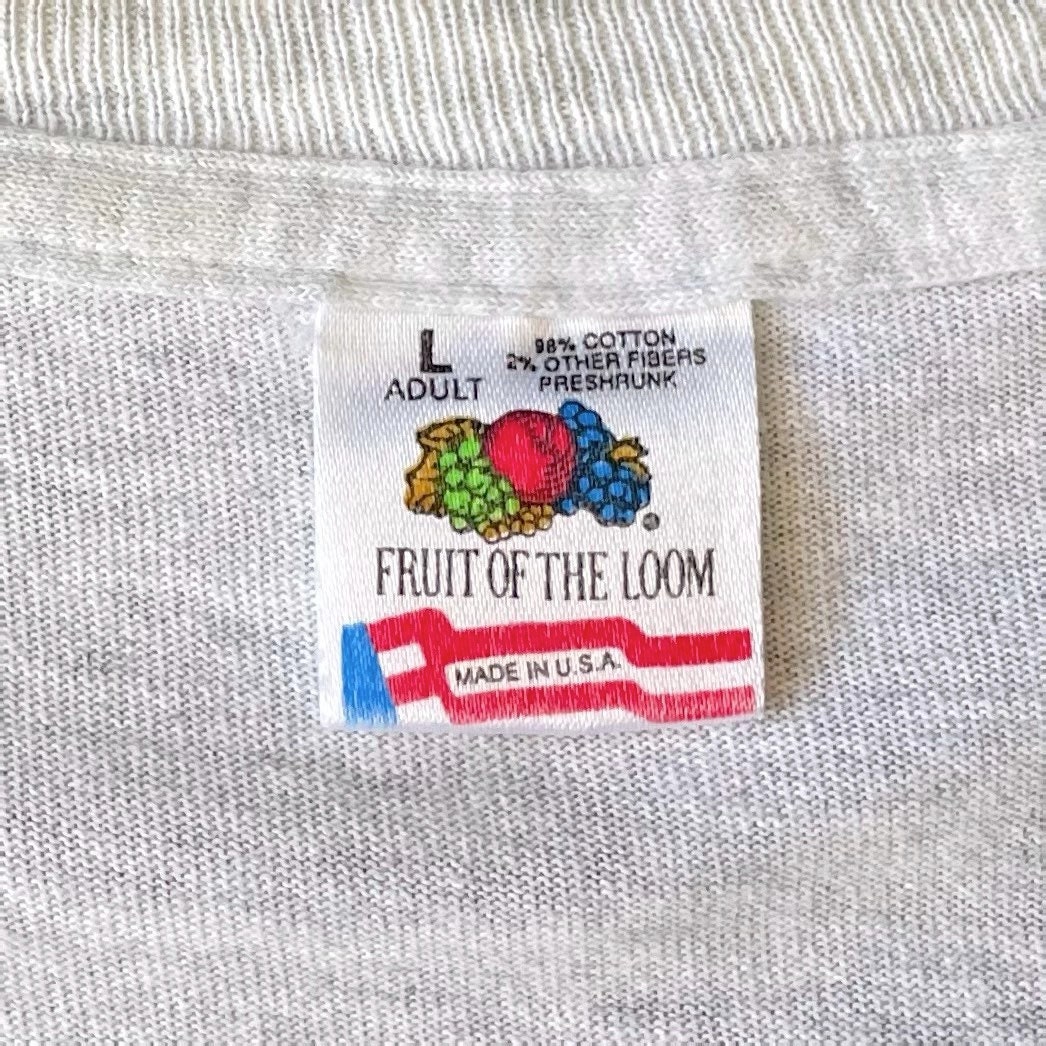 L
ADULT
98% COTTON
2% OTHER FIBERS
PRESHRUNK
FRUIT OF THE LOOM
MADE IN U.S.A.